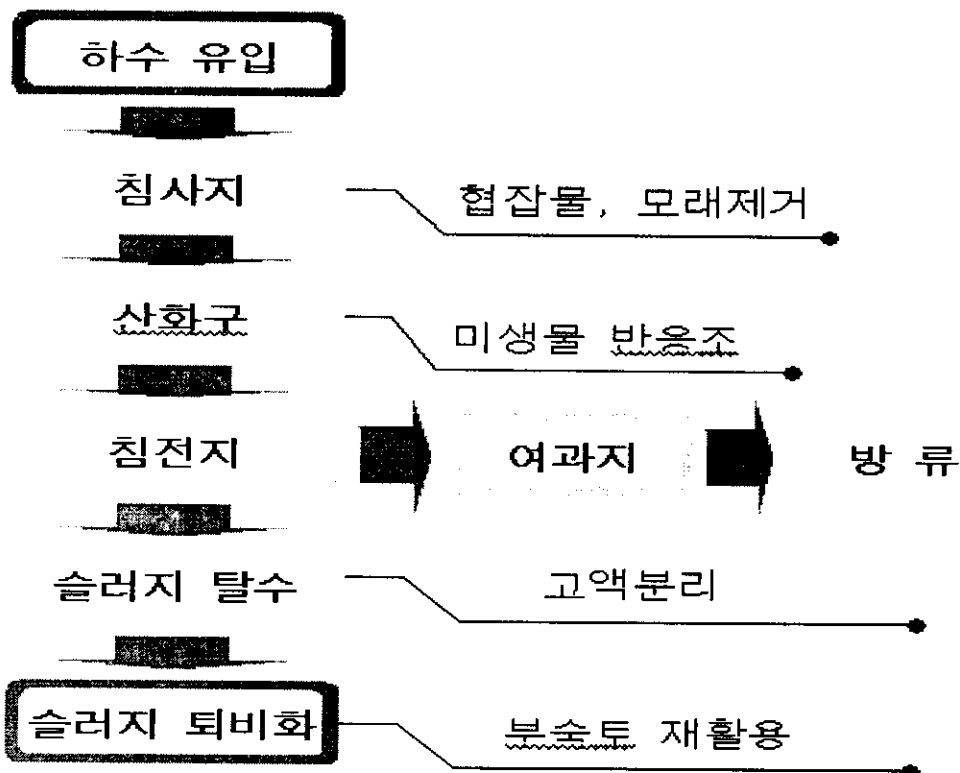 하수 유입
침사지
협잡물, 모래제거
산화구
미생물 반응조
침전지
여과지
방 류
슬러지 탈수
고액분리
슬러지 퇴비화
부숙토 재활용